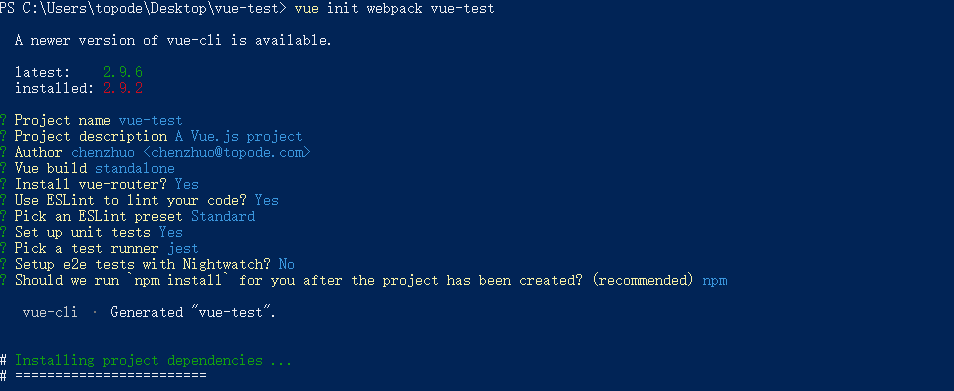 PS C:\Users\topode\Desktop\vue-test> vue init webpack vue-test
A newer version of vue-cli is available.
latest: 2.9.6
installed: 2.9.2
? Project name vue-test
? Project description A Vue.js project
? Author chenzhuo <chenzhuo@topode.com>
? Vue build standalone
? Install vue-router? Yes
? Use ESLint to lint your code? Yes
? Pick an ESLint preset Standard
? Set up unit tests Yes
? Pick a test runner jest
? Setup e2e tests with Nightwatch? No
? Should we run `npm install` for you after the project has been created? (recommended) npm
vue-cli · Generated "vue-test".
# Installing project dependencies ...
# ========================